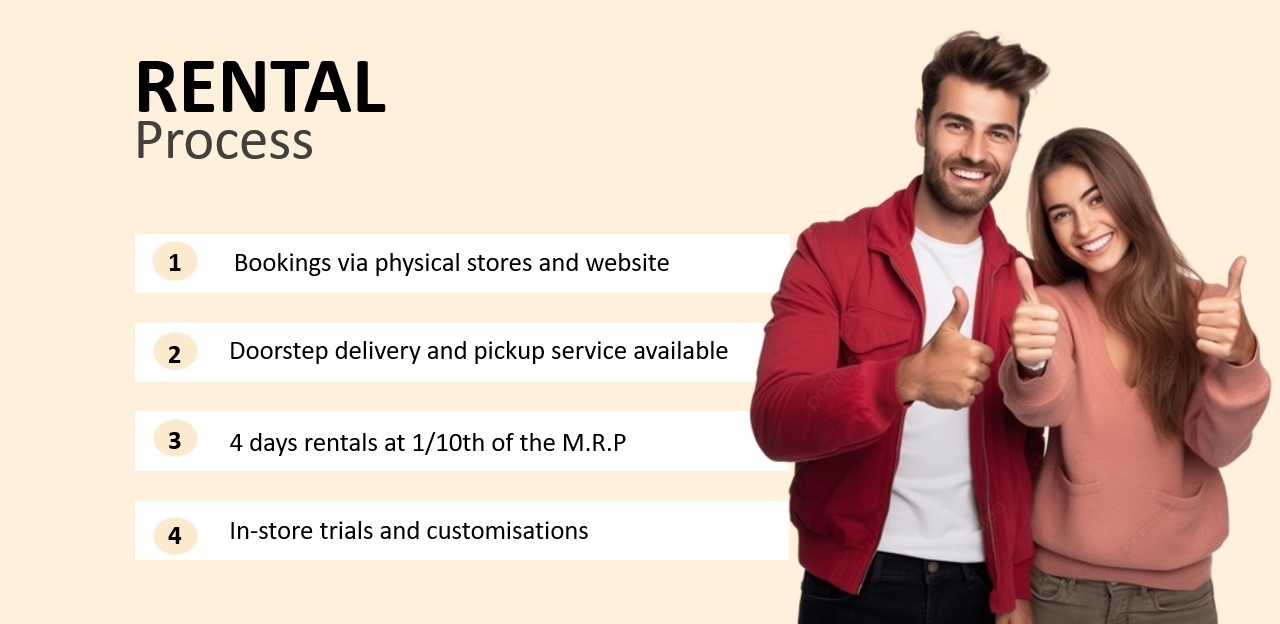 RENTAL
Process
1 Bookings via physical stores and website
2 Doorstep delivery and pickup service available
3 4 days rentals at 1/10th of the M.R.P
4 In-store trials and customisations